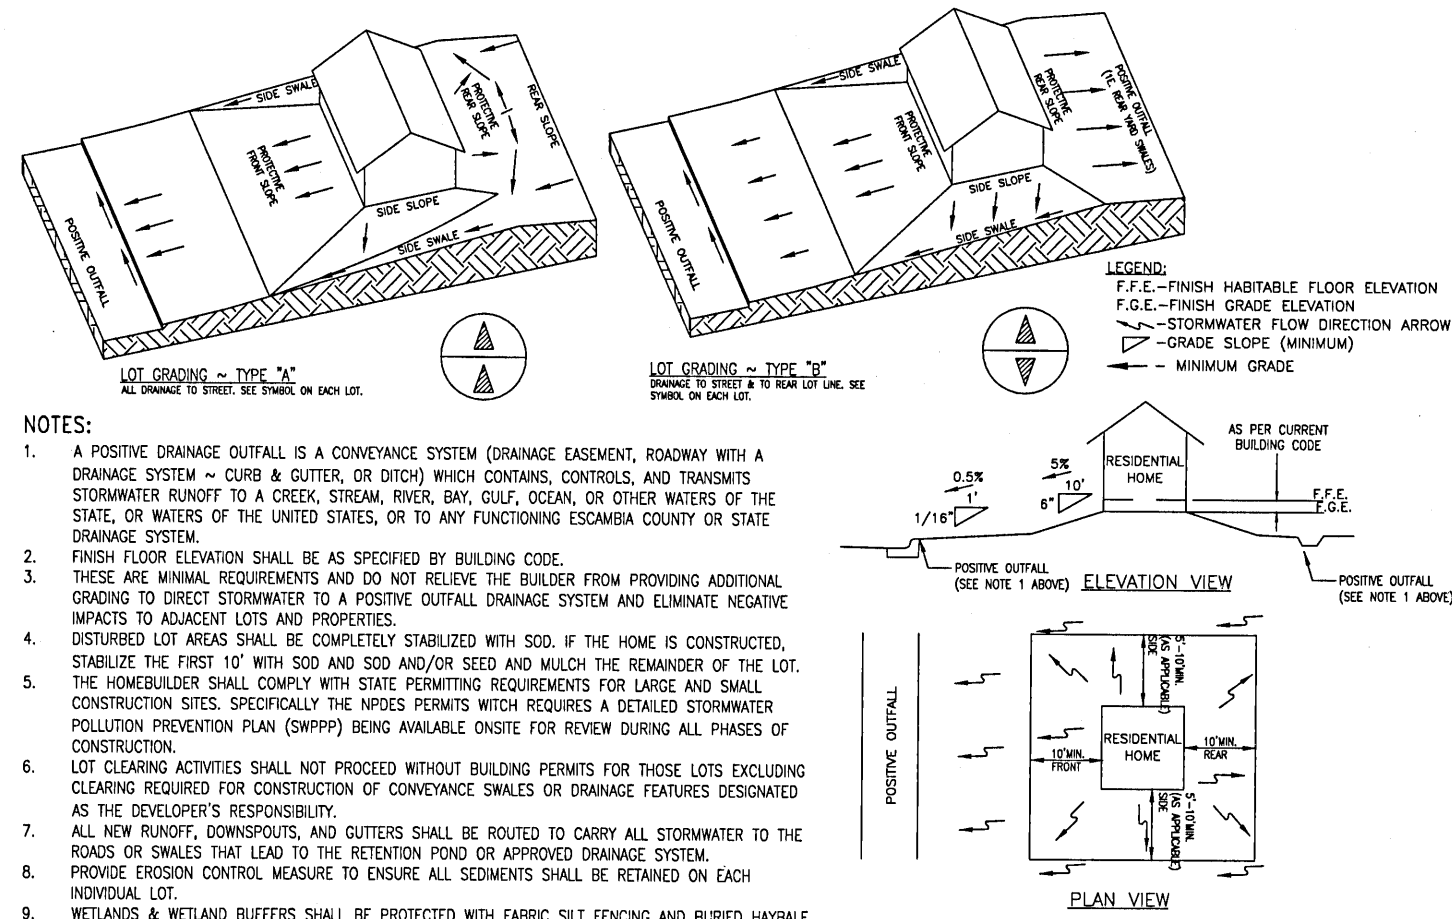 SIDE SWALE
PROTECTIVE
REAR SLOPE
REAR SLOPE
PROTECTIVE
FRONT SLOPE
SIDE SLOPE
SIDE SWALE
POSITIVE OUTFALL
LOT GRADING ~ TYPE "A"
ALL DRAINAGE TO STREET. SEE SYMBOL ON EACH LOT.
SIDE SWALE
PROTECTIVE
REAR SLOPE
POSITIVE OUTFALL
(IE. REAR YARD
SWALES)
PROTECTIVE
FRONT SLOPE
SIDE SLOPE
SIDE SWALE
POSITIVE OUTFALL
LOT GRADING ~ TYPE "B"
DRAINAGE TO STREET & TO REAR LOT LINE. SEE
SYMBOL ON EACH LOT.
LEGEND:
F.F.E.-FINISH HABITABLE FLOOR ELEVATION
F.G.E.-FINISH GRADE ELEVATION
-STORMWATER FLOW DIRECTION ARROW
-GRADE SLOPE (MINIMUM)
- MINIMUM GRADE
NOTES:
1. A POSITIVE DRAINAGE OUTFALL IS A CONVEYANCE SYSTEM (DRAINAGE EASEMENT, ROADWAY WITH A
DRAINAGE SYSTEM ~ CURB & GUTTER, OR DITCH) WHICH CONTAINS, CONTROLS, AND TRANSMITS
STORMWATER RUNOFF TO A CREEK, STREAM, RIVER, BAY, GULF, OCEAN, OR OTHER WATERS OF THE
STATE, OR WATERS OF THE UNITED STATES, OR TO ANY FUNCTIONING ESCAMBIA COUNTY OR STATE
DRAINAGE SYSTEM.
2. FINISH FLOOR ELEVATION SHALL BE AS SPECIFIED BY BUILDING CODE.
3. THESE ARE MINIMAL REQUIREMENTS AND DO NOT RELIEVE THE BUILDER FROM PROVIDING ADDITIONAL
GRADING TO DIRECT STORMWATER TO A POSITIVE OUTFALL DRAINAGE SYSTEM AND ELIMINATE NEGATIVE
IMPACTS TO ADJACENT LOTS AND PROPERTIES.
4. DISTURBED LOT AREAS SHALL BE COMPLETELY STABILIZED WITH SOD. IF THE HOME IS CONSTRUCTED,
STABILIZE THE FIRST 10' WITH SOD AND SOD AND/OR SEED AND MULCH THE REMAINDER OF THE LOT.
5. THE HOMEBUILDER SHALL COMPLY WITH STATE PERMITTING REQUIREMENTS FOR LARGE AND SMALL
CONSTRUCTION SITES. SPECIFICALLY THE NPDES PERMITS WITCH REQUIRES A DETAILED STORMWATER
POLLUTION PREVENTION PLAN (SWPPP) BEING AVAILABLE ONSITE FOR REVIEW DURING ALL PHASES OF
CONSTRUCTION.
6. LOT CLEARING ACTIVITIES SHALL NOT PROCEED WITHOUT BUILDING PERMITS FOR THOSE LOTS EXCLUDING
CLEARING REQUIRED FOR CONSTRUCTION OF CONVEYANCE SWALES OR DRAINAGE FEATURES DESIGNATED
AS THE DEVELOPER'S RESPONSIBILITY.
7. ALL NEW RUNOFF, DOWNSPOUTS, AND GUTTERS SHALL BE ROUTED TO CARRY ALL STORMWATER TO THE
ROADS OR SWALES THAT LEAD TO THE RETENTION POND OR APPROVED DRAINAGE SYSTEM.
8. PROVIDE EROSION CONTROL MEASURE TO ENSURE ALL SEDIMENTS SHALL BE RETAINED ON EACH
INDIVIDUAL LOT.
9. WETLANDS & WETLAND BUFFERS SHALL BE PROTECTED WITH FABRIC SILT FENCING AND BURIED HAYBALE
AS PER CURRENT
BUILDING CODE
RESIDENTIAL
HOME
0.5%
1'
1/16"
5%
10'
6"
F.F.E.
F.G.E.
POSITIVE OUTFALL
(SEE NOTE 1 ABOVE)
ELEVATION VIEW
POSITIVE OUTFALL
(SEE NOTE 1 ABOVE)
POSITIVE OUTFALL
5'-10'MIN.
(AS APPLICABLE)
SIDE
RESIDENTIAL
HOME
10'MIN.
FRONT
10'MIN.
REAR
5'-10'MIN.
(AS APPLICABLE)
SIDE
PLAN VIEW